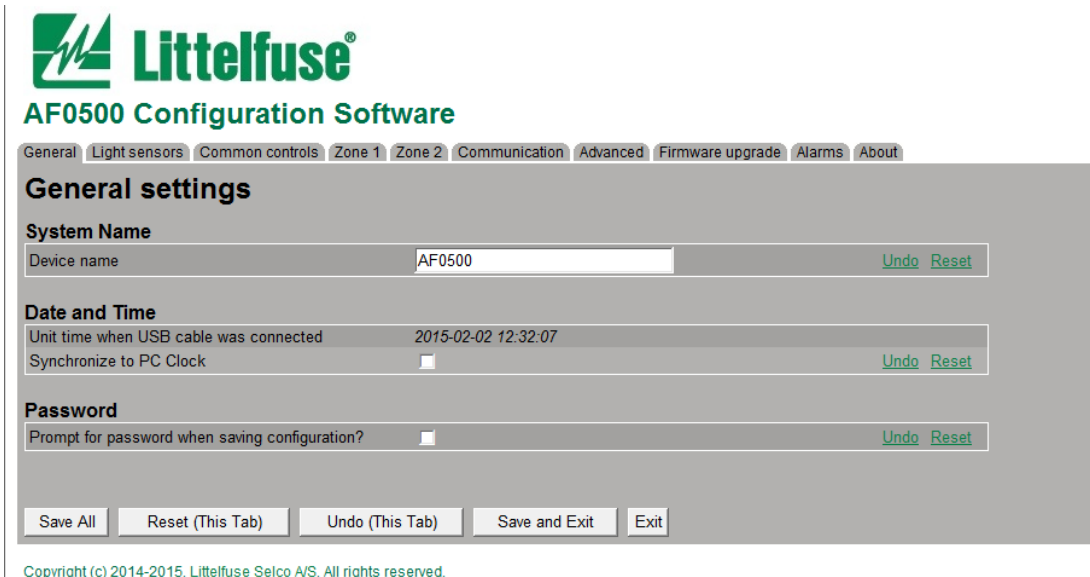 Littelfuse®
AF0500 Configuration Software
General Light sensors Common controls Zone 1 Zone 2 Communication Advanced Firmware upgrade Alarms About
General settings
System Name
Device name AF0500 Undo Reset
Date and Time
Unit time when USB cable was connected 2015-02-02 12:32:07
Synchronize to PC Clock Undo Reset
Password
Prompt for password when saving configuration? Undo Reset
Save All Reset (This Tab) Undo (This Tab) Save and Exit Exit
Copyright (c) 2014-2015, Littelfuse Selco A/S. All rights reserved.